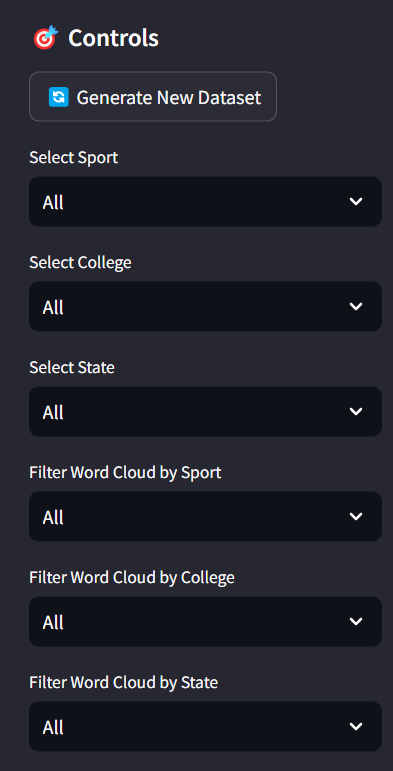 Controls
Generate New Dataset
Select Sport
All
Select College
All
Select State
All
Filter Word Cloud by Sport
All
Filter Word Cloud by College
All
Filter Word Cloud by State
All